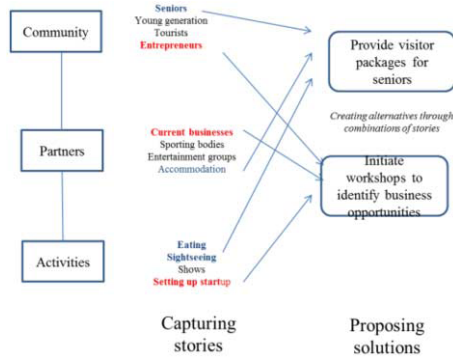 Community
Seniors
Young generation
Tourists
Entrepreneurs
Provide visitor
packages for
seniors
Creating alternatives through
combinations of stories
Partners
Current businesses
Sporting bodies
Entertainment groups
Accommodation
Initiate
workshops to
identify business
opportunities
Activities
Eating
Sightseeing
Shows
Setting up startup
Capturing
stories
Proposing
solutions